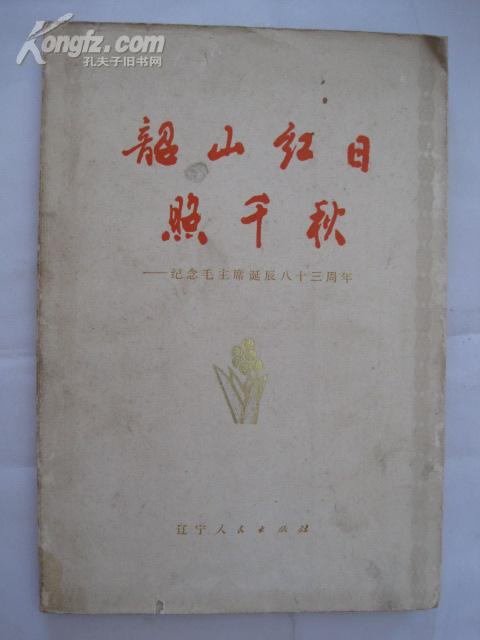 Kongfz.com
孔夫子旧书网
韶山红日
照千秋
——纪念毛主席诞辰八十三周年
辽宁人民出版社